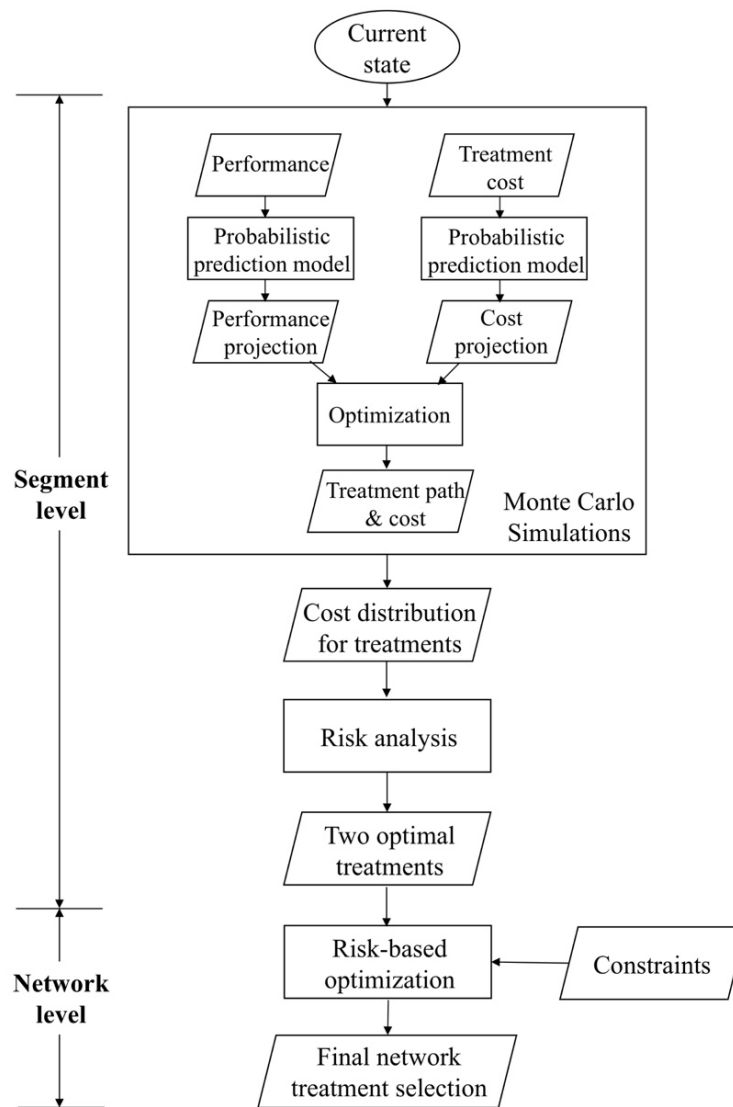 Current
state
Performance
Treatment
cost
Probabilistic
prediction model
Probabilistic
prediction model
Performance
projection
Cost
projection
Optimization
Treatment path
& cost
Monte Carlo
Simulations
Segment
level
Cost distribution
for treatments
Risk analysis
Two optimal
treatments
Risk-based
optimization
Constraints
Network
level
Final network
treatment selection